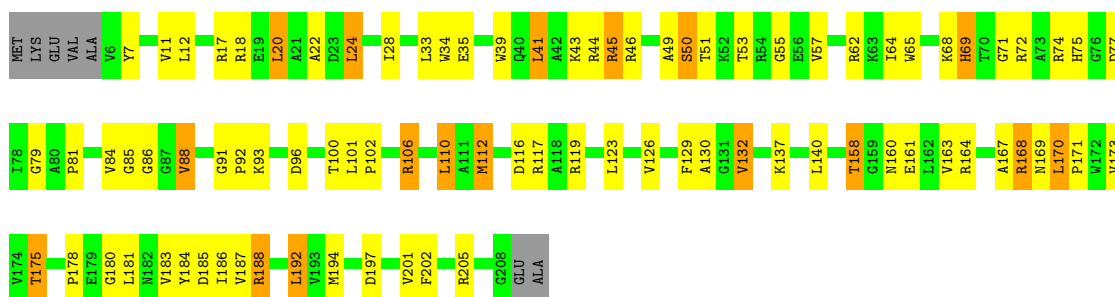 MET LYS GLU VAL ALA V6 Y7 V11 L12 R17 R18 E19 L20 A21 A22 D23 L24 I28 L33 W34 E35 W39 Q40 L41 A42 K43 R44 R45 R46 A49 S50 T51 K52 T53 R54 G55 E56 V57 R62 K63 I64 W65 K68 H69 T70 G71 R72 A73 R74 H75 G76
I78 G79 A80 P81 V84 G85 G86 G87 V88 G91 P92 K93 D96 T100 L101 P102 R106 L110 A111 M112 D116 R117 A118 R119 L123 V126 F129 A130 G131 V132 K137 L140 T158 G159 N160 E161 L162 V163 R164 A167 R168 N169 L170 P171 W172
V174 T175 P178 E179 G180 L181 N182 V183 Y184 D185 I186 V187 R188 L192 V193 M194 D197 V201 F202 R205 G208 GLU ALA